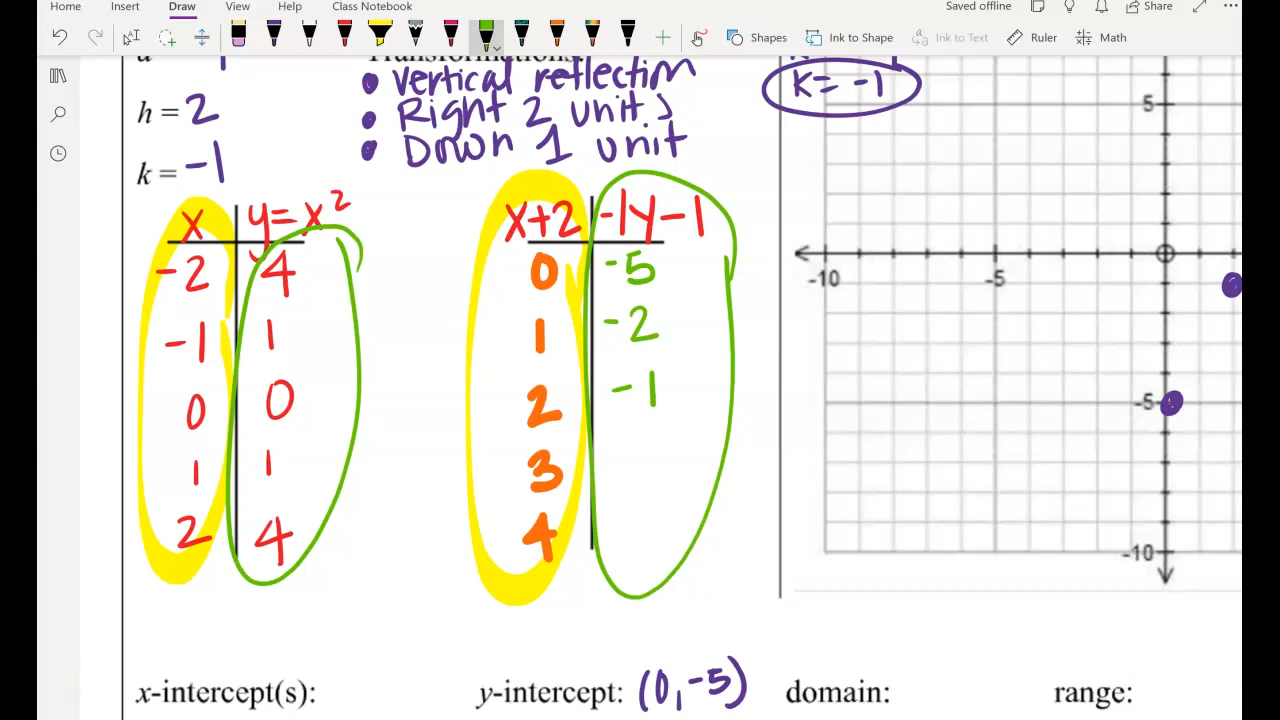 Home Insert Draw View Help Class Notebook Saved offline Share
Shapes Ink to Shape Ink to Text Ruler Math
Transformations:
• Vertical reflection
h = 2
• Right 2 units
k = -1
• Down 1 unit
k = -1
x y = x²
-2 4
-1 1
0 0
1 1
2 4
x+2 -1y-1
0 -5
1 -2
2 -1
3
4
5
-10 -5
-5
-10
x-intercept(s): y-intercept: (0, -5) domain: range: